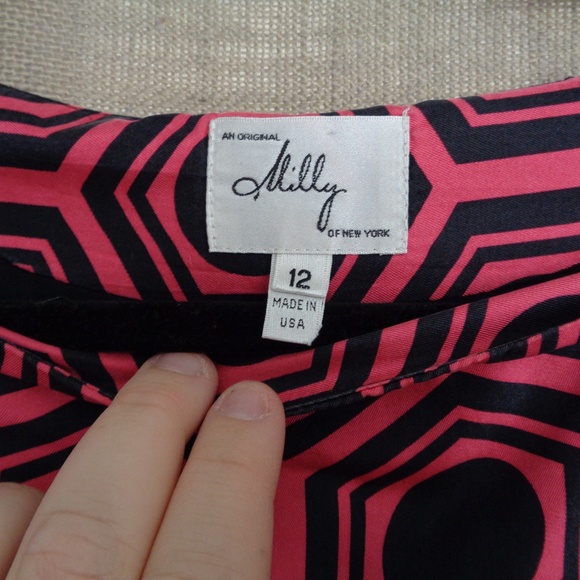 AN ORIGINAL
Milly
OF NEW YORK
12
MADE IN
USA